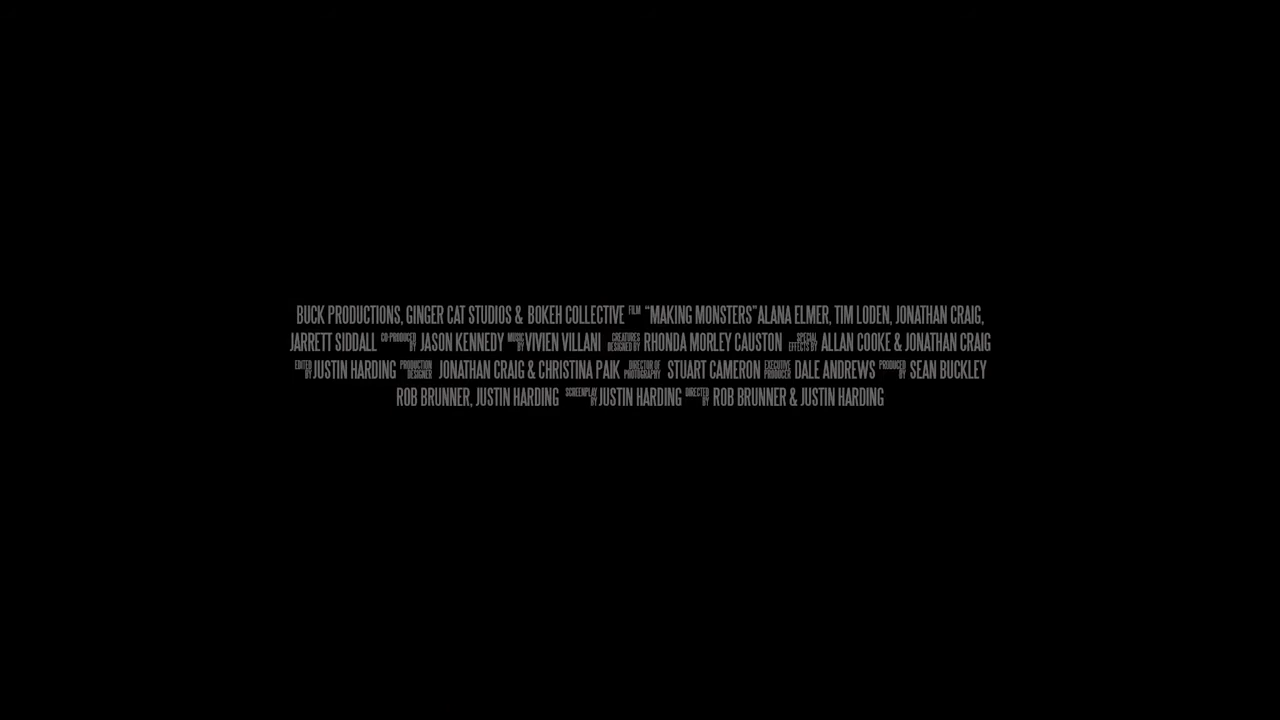 BUCK PRODUCTIONS, GINGER CAT STUDIOS & BOKEH COLLECTIVE FILM “MAKING MONSTERS” ALANA ELMER, TIM LODEN, JONATHAN CRAIG,
JARRETT SIDDALL CO-PRODUCED BY JASON KENNEDY MUSIC BY VIVIEN VILLANI CREATURES DESIGNED BY RHONDA MORLEY CAUSTON SPECIAL EFFECTS BY ALLAN COOKE & JONATHAN CRAIG
EDITED BY JUSTIN HARDING PRODUCTION DESIGNER JONATHAN CRAIG & CHRISTINA PAIK DIRECTOR OF PHOTOGRAPHY STUART CAMERON EXECUTIVE PRODUCER DALE ANDREWS PRODUCED BY SEAN BUCKLEY
ROB BRUNNER, JUSTIN HARDING SCREENPLAY BY JUSTIN HARDING DIRECTED BY ROB BRUNNER & JUSTIN HARDING